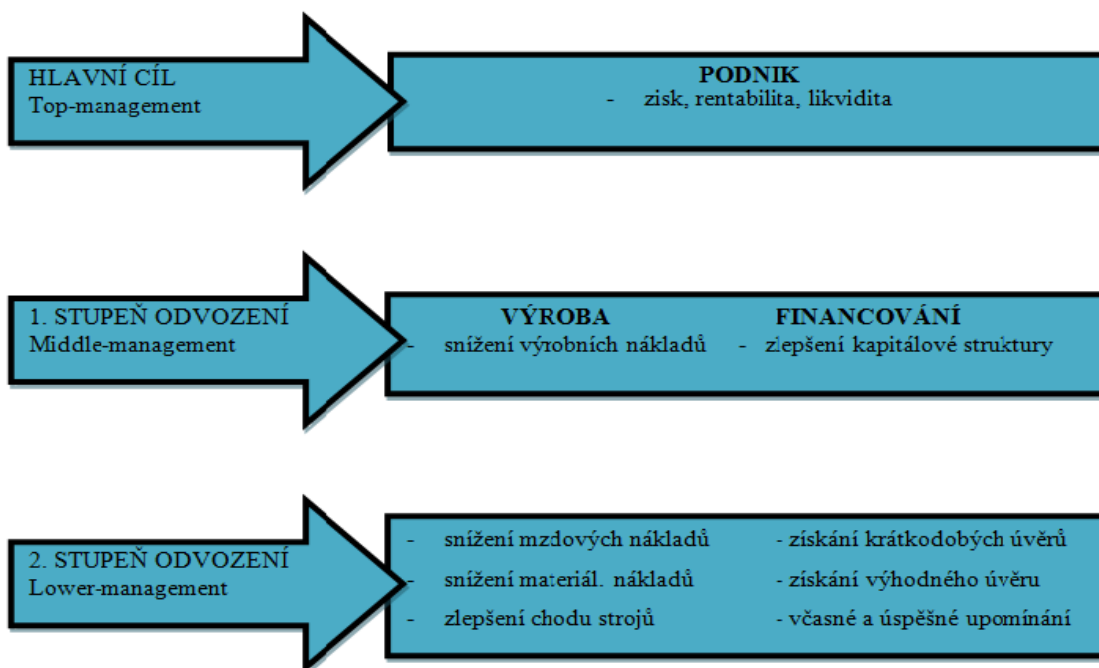 HLAVNÍ CÍL
Top-management
PODNIK
- zisk, rentabilita, likvidita
1. STUPEŇ ODVOZENÍ
Middle-management
VÝROBA FINANCOVÁNÍ
- snížení výrobních nákladů - zlepšení kapitálové struktury
2. STUPEŇ ODVOZENÍ
Lower-management
- snížení mzdových nákladů - získání krátkodobých úvěrů
- snížení materiál. nákladů - získání výhodného úvěru
- zlepšení chodu strojů - včasné a úspěšné upomínání